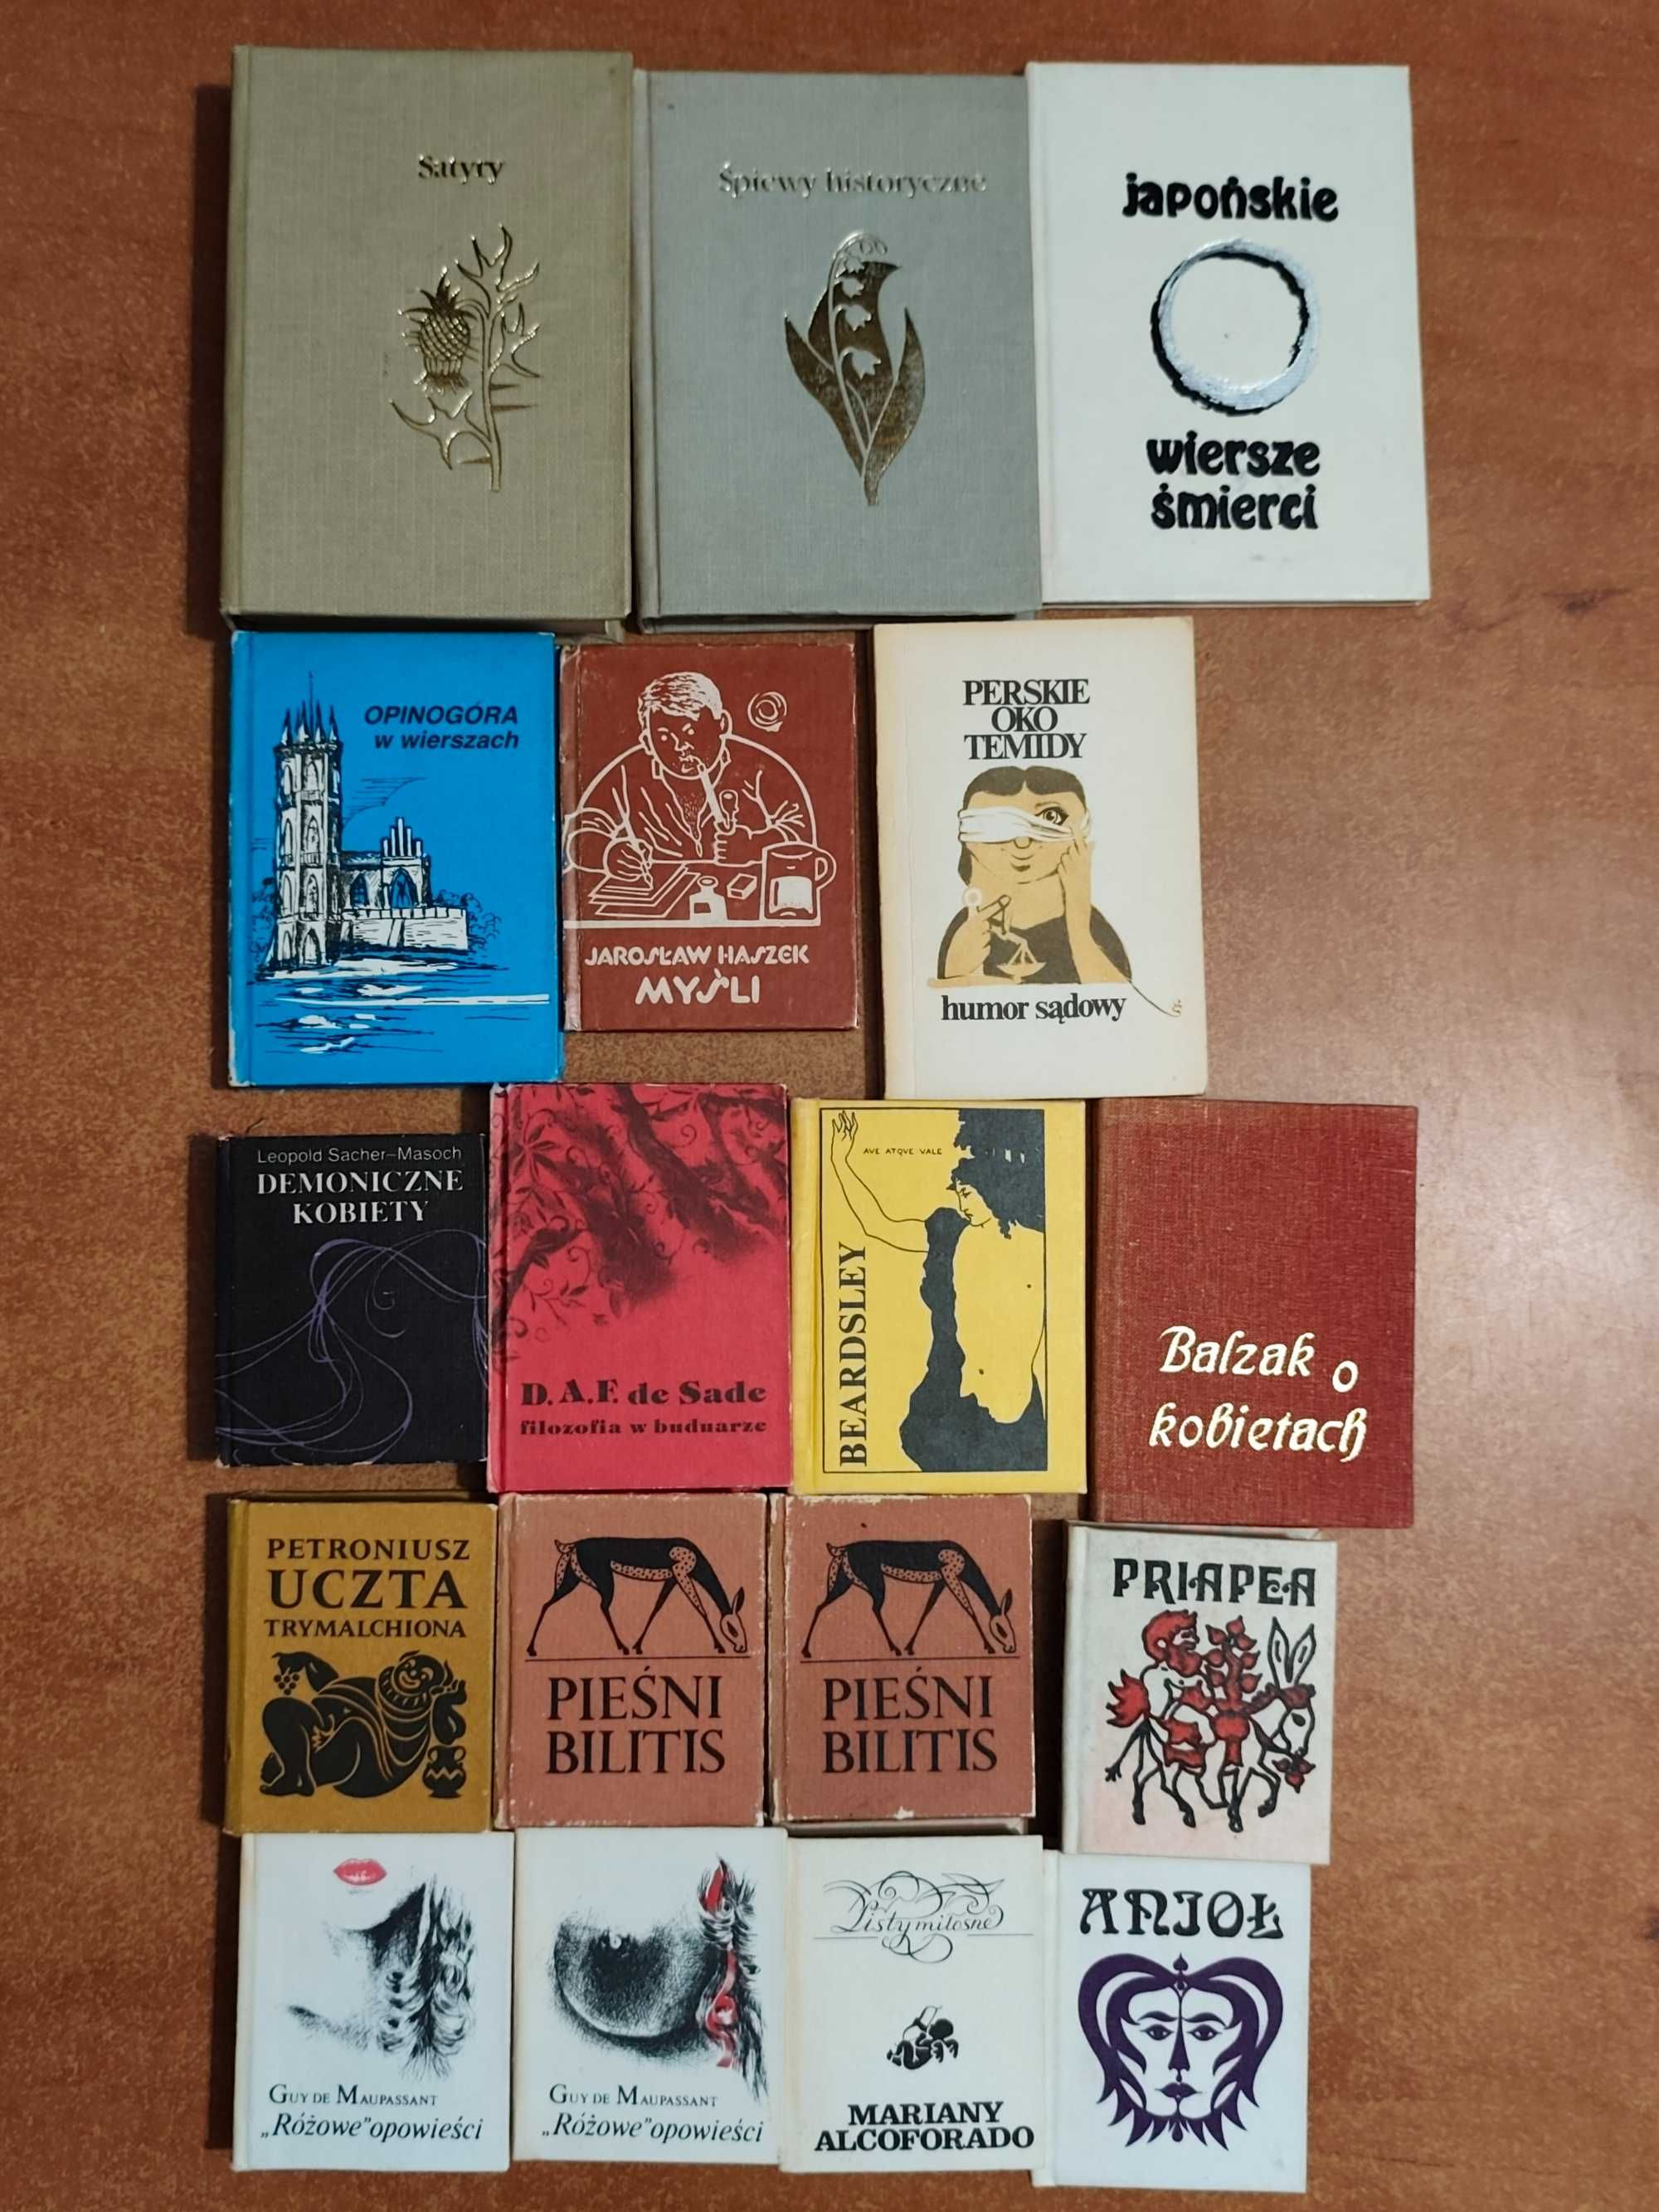 Satyry
Śpiewy historyczne
japońskie
wiersze
śmierci
OPINOGÓRA
w wierszach
JAROSŁAW HASZEK
MYŚLI
PERSKIE
OKO
TEMIDY
humor sądowy
Leopold Sacher-Masoch
DEMONICZNE
KOBIETY
D.A.F. de Sade
filozofia w buduarze
AVE ATQVE VALE
BEARDSLEY
Balzak o
kobietach
PETRONIUSZ
UCZTA
TRYMALCHIONA
PIEŚNI
BILITIS
PIEŚNI
BILITIS
PRIAPEA
GUY DE MAUPASSANT
„Różowe” opowieści
GUY DE MAUPASSANT
„Różowe” opowieści
Listy miłosne
MARIANY
ALCOFORADO
ANIOŁ